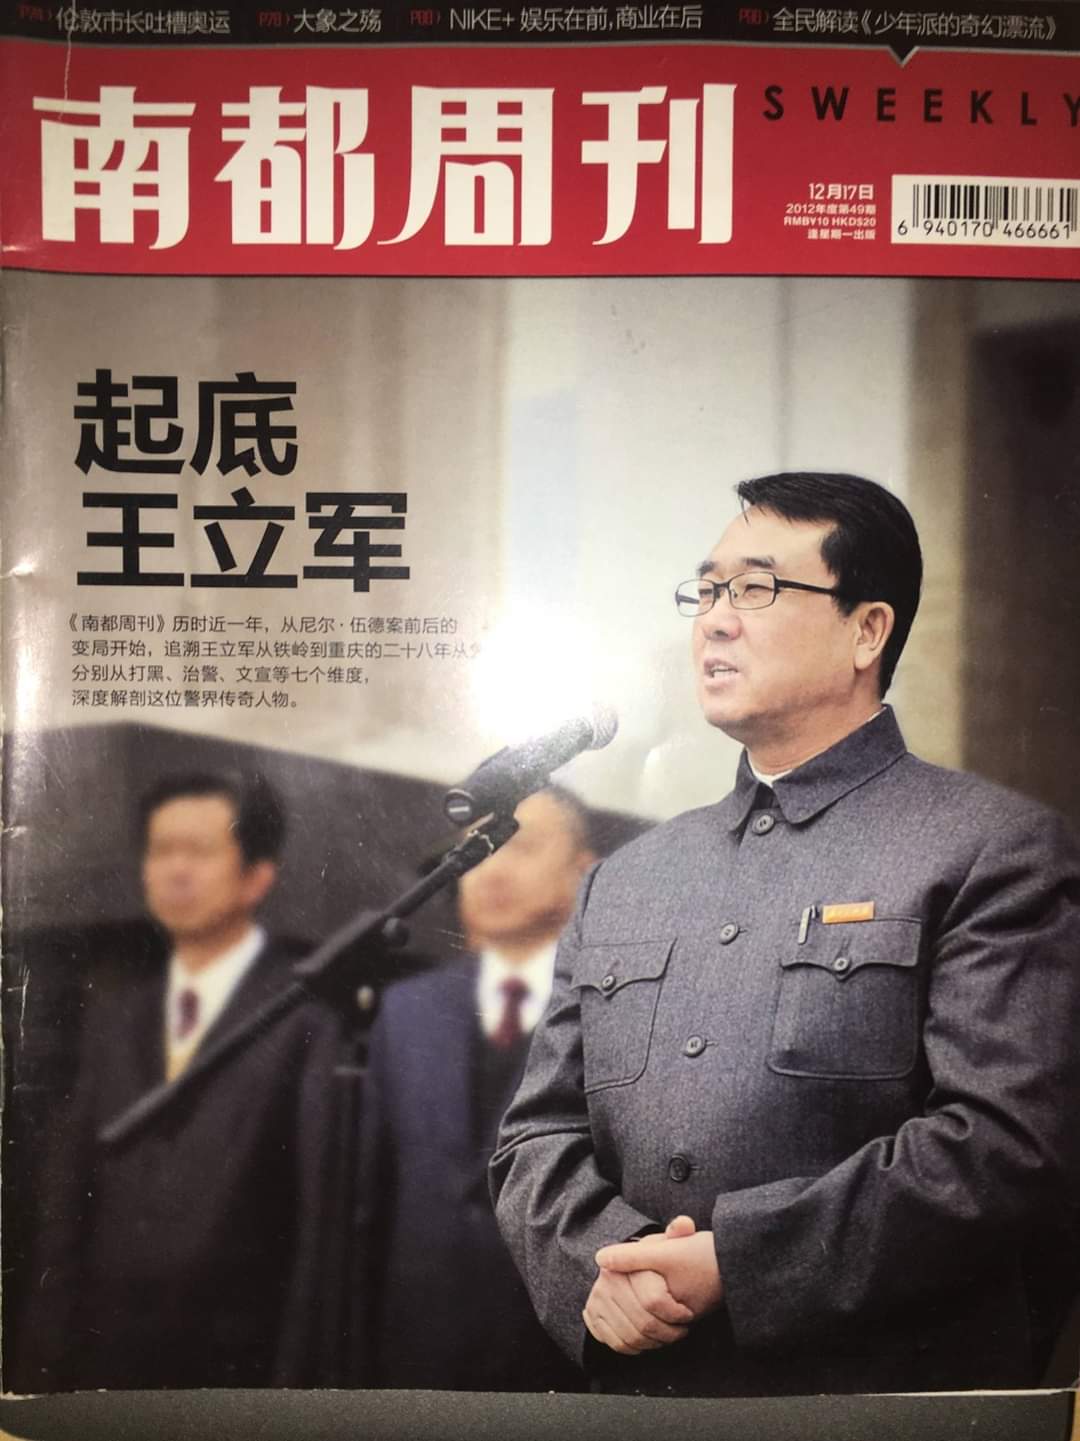 伦敦市长吐槽奥运 P70〉大象之殇 P80〉NIKE+ 娱乐在前,商业在后 全民解读《少年派的奇幻漂流》
南都周刊
SWEEKLY
12月17日
2012年度第49期
RMB¥10 HKD$20
逢星期一出版
6 940170 466661
起底
王立军
《南都周刊》历时近一年，从尼尔·伍德案前后的
变局开始，追溯王立军从铁岭到重庆的二十八年从
分别从打黑、治警、文宣等七个维度，
深度解剖这位警界传奇人物。